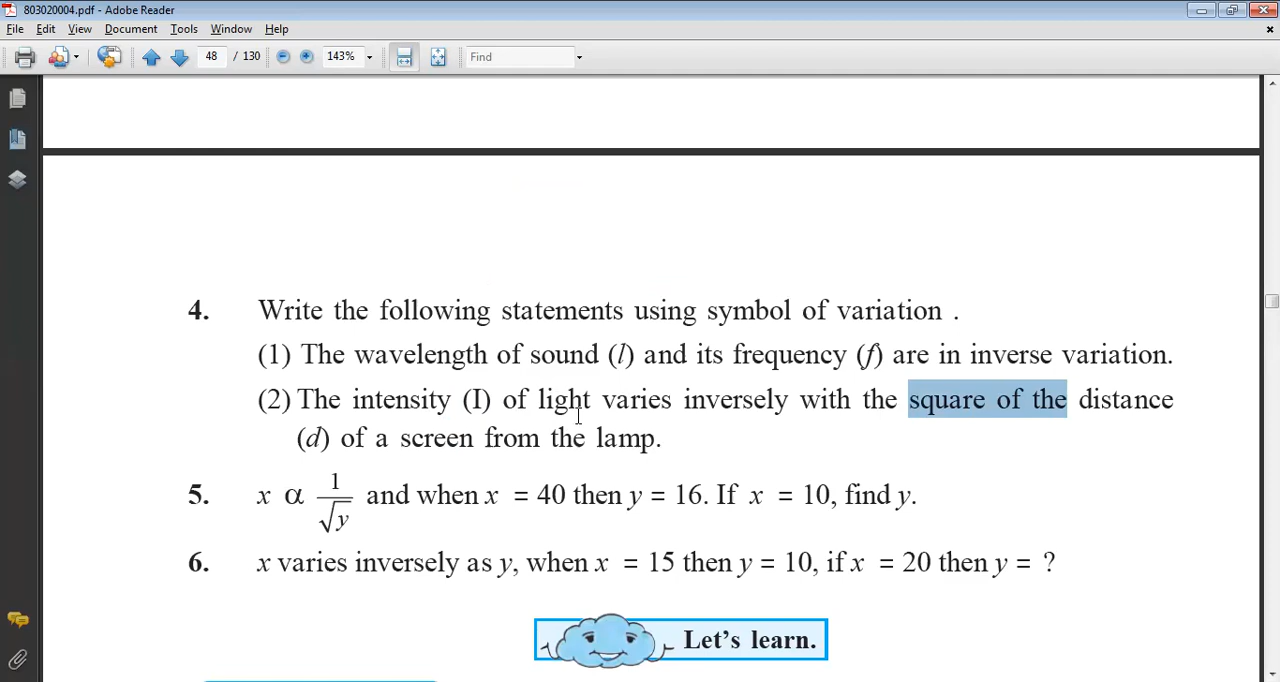 803020004.pdf - Adobe Reader
File Edit View Document Tools Window Help
48 / 130 143% Find
4. Write the following statements using symbol of variation .
(1) The wavelength of sound (l) and its frequency (f) are in inverse variation.
(2) The intensity (I) of light varies inversely with the square of the distance
(d) of a screen from the lamp.
5. x α 1/√y and when x = 40 then y = 16. If x = 10, find y.
6. x varies inversely as y, when x = 15 then y = 10, if x = 20 then y = ?
Let's learn.